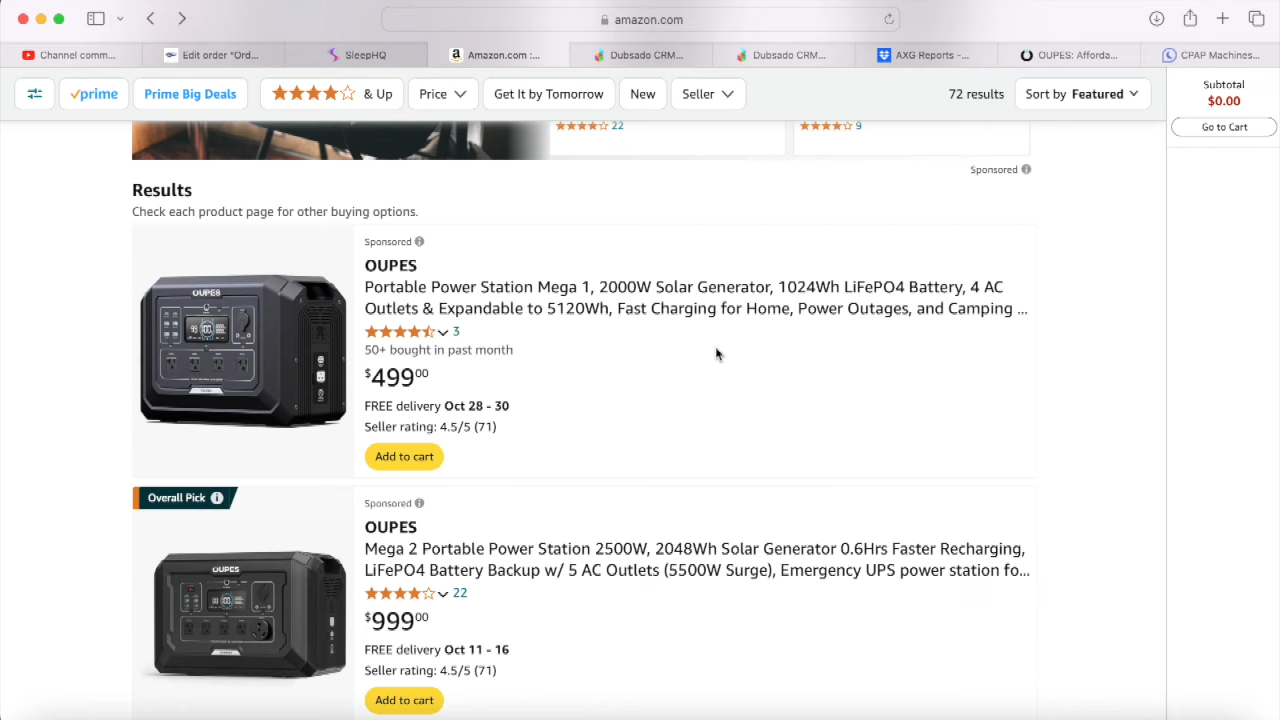 amazon.com
Channel comm...
Edit order “Ord...
SleepHQ
Amazon.com :...
Dubsado CRM...
Dubsado CRM...
AXG Reports -...
OUPES: Afforda...
CPAP Machines...
prime
Prime Big Deals
& Up
Price
Get It by Tomorrow
New
Seller
72 results
Sort by Featured
Subtotal
$0.00
Go to Cart
22
9
Sponsored
Results
Check each product page for other buying options.
Sponsored
OUPES
Portable Power Station Mega 1, 2000W Solar Generator, 1024Wh LiFePO4 Battery, 4 AC
Outlets & Expandable to 5120Wh, Fast Charging for Home, Power Outages, and Camping ...
3
50+ bought in past month
$49900
FREE delivery Oct 28 - 30
Seller rating: 4.5/5 (71)
Add to cart
OUPES
Overall Pick
Sponsored
OUPES
Mega 2 Portable Power Station 2500W, 2048Wh Solar Generator 0.6Hrs Faster Recharging,
LiFePO4 Battery Backup w/ 5 AC Outlets (5500W Surge), Emergency UPS power station fo...
22
$99900
FREE delivery Oct 11 - 16
Seller rating: 4.5/5 (71)
Add to cart
OUPES